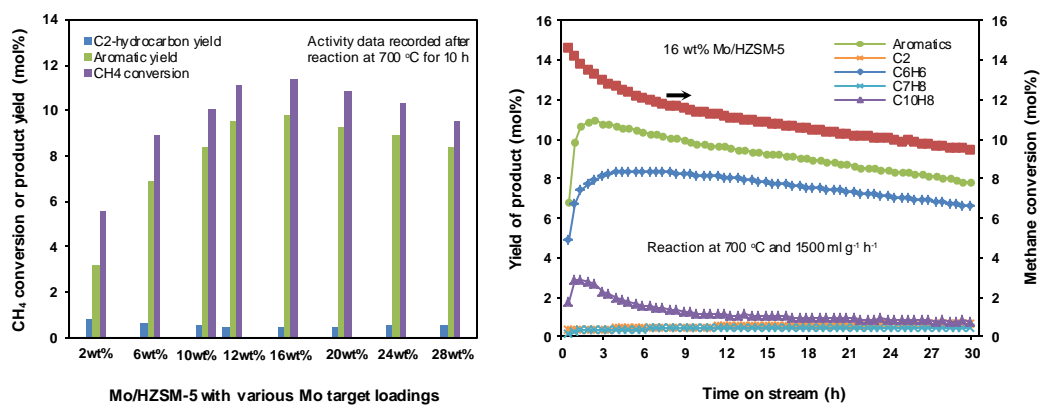 CH4 conversion or product yield (mol%)
14
12
10
8
6
4
2
0
C2-hydrocarbon yield
Aromatic yield
CH4 conversion
Activity data recorded after
reaction at 700 °C for 10 h
2wt% 6wt% 10wt% 12wt% 16wt% 20wt% 24wt% 28wt%
Mo/HZSM-5 with various Mo target loadings
Yield of product (mol%)
16
14
12
10
8
6
4
2
0
16 wt% Mo/HZSM-5
Aromatics
C2
C6H6
C7H8
C10H8
Reaction at 700 °C and 1500 ml g-1 h-1
16
14
12
10
8
6
4
2
0
Methane conversion (mol%)
0 3 6 9 12 15 18 21 24 27 30
Time on stream (h)